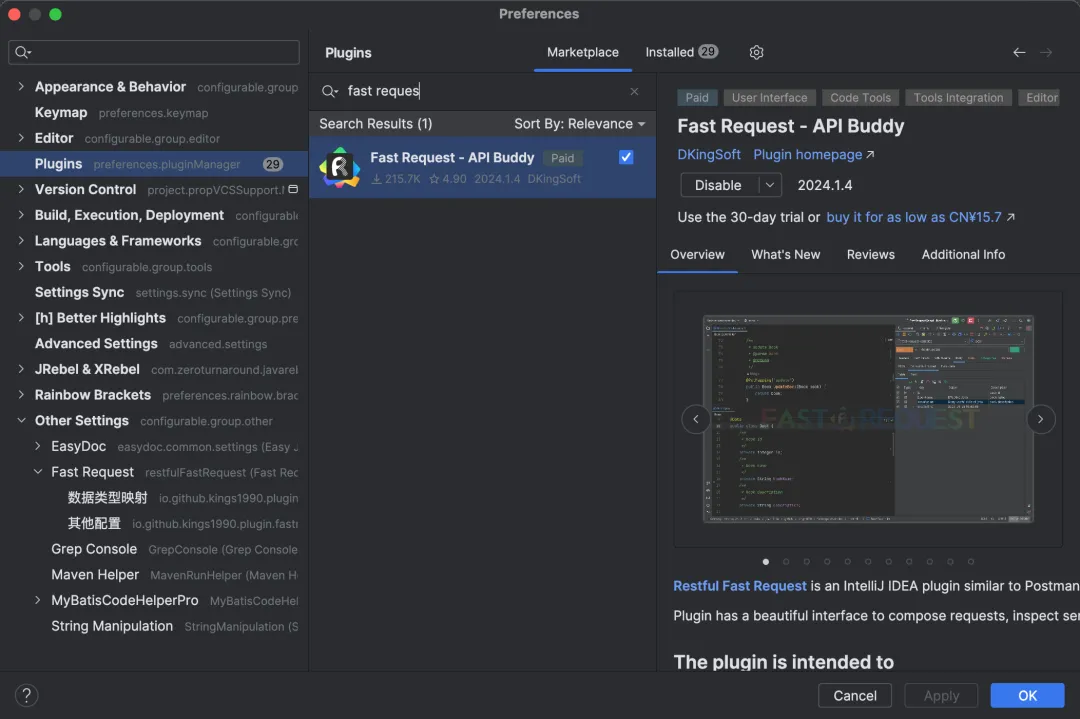 Preferences
Appearance & Behavior configurable.group
Keymap preferences.keymap
Editor configurable.group.editor
Plugins preferences.pluginManager 29
Version Control project.propVCSSupport.
Build, Execution, Deployment configurable
Languages & Frameworks configurable.grc
Tools configurable.group.tools
Settings Sync settings.sync (Settings Sync)
[h] Better Highlights configurable.group.pre
Advanced Settings advanced.settings
JRebel & XRebel com.zeroturnaround.javarel
Rainbow Brackets preferences.rainbow.brac
Other Settings configurable.group.other
EasyDoc easydoc.common.settings (Easy
Fast Request restfulFastRequest (Fast Rec
数据类型映射 io.github.kings1990.plugin
其他配置 io.github.kings1990.plugin.fastr
Grep Console GrepConsole (Grep Console
Maven Helper MavenRunHelper (Maven H
MyBatisCodeHelperPro MyBatisCodeHel
String Manipulation StringManipulation (S
?
Plugins
Marketplace
Installed 29
fast reques
Search Results (1)
Sort By: Relevance
Fast Request - API Buddy Paid
215.7K 4.90 2024.1.4 DKingSoft
Paid User Interface Code Tools Tools Integration Editor
Fast Request - API Buddy
DKingSoft Plugin homepage ↗
Disable 2024.1.4
Use the 30-day trial or buy it for as low as CN¥15.7 ↗
Overview What's New Reviews Additional Info
FAST REQUEST
Restful Fast Request is an IntelliJ IDEA plugin similar to Postman
Plugin has a beautiful interface to compose requests, inspect ser
The plugin is intended to
Cancel Apply OK